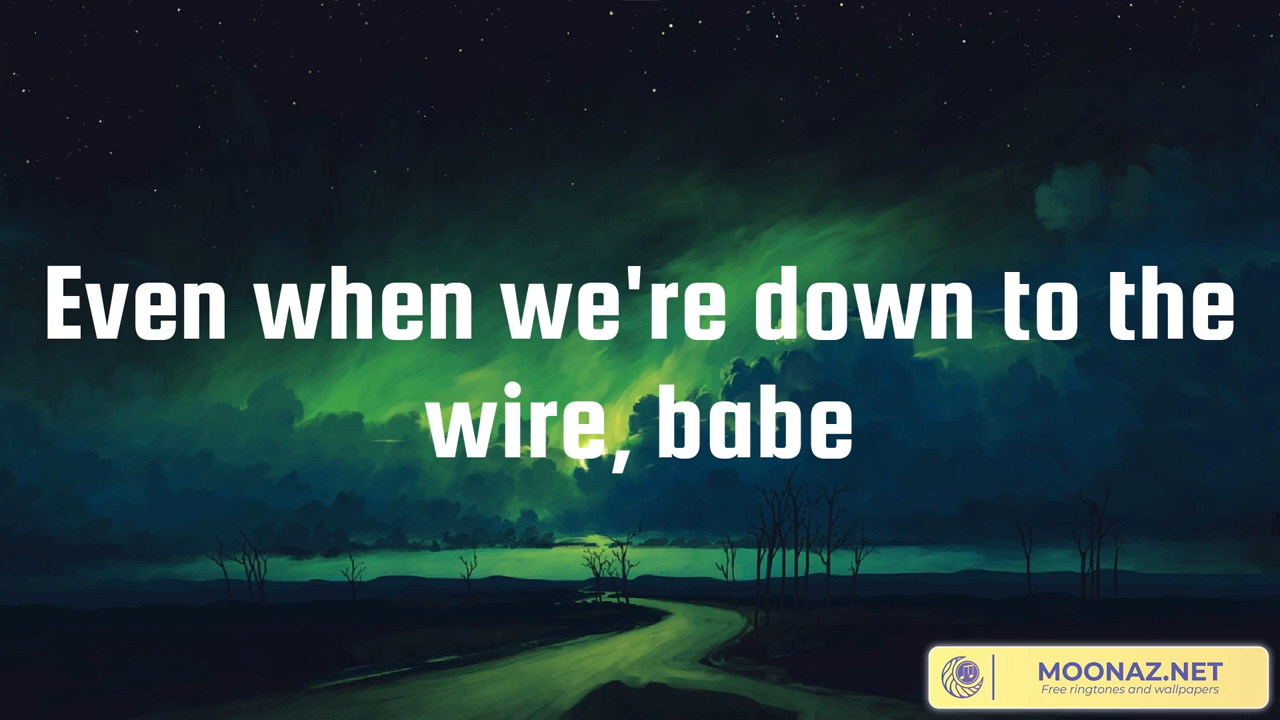 Even when we're down to the
wire, babe
MOONAZ.NET
Free ringtones and wallpapers